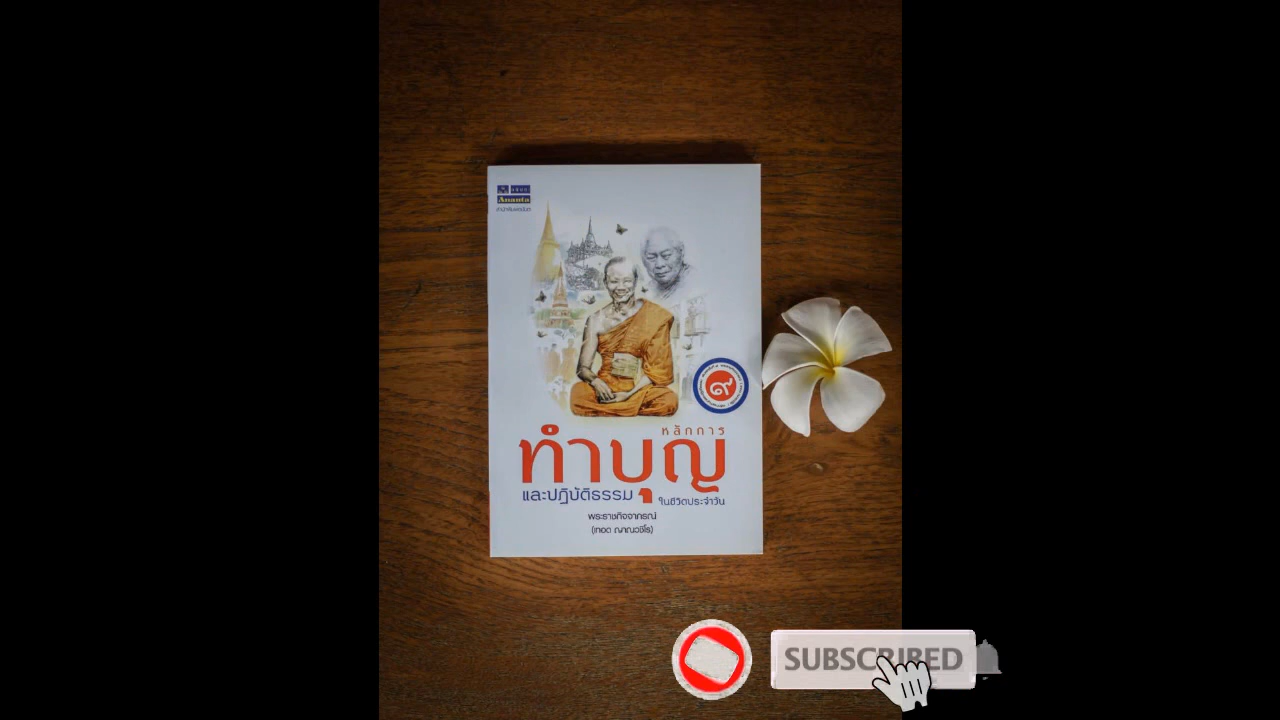 Ananta
หลักการ
ทำบุญ
และปฏิบัติธรรม ในชีวิตประจำวัน
พระราชกิจจาภรณ์
(เทอด ญาณวชิโร)
๙
SUBSCRIBED